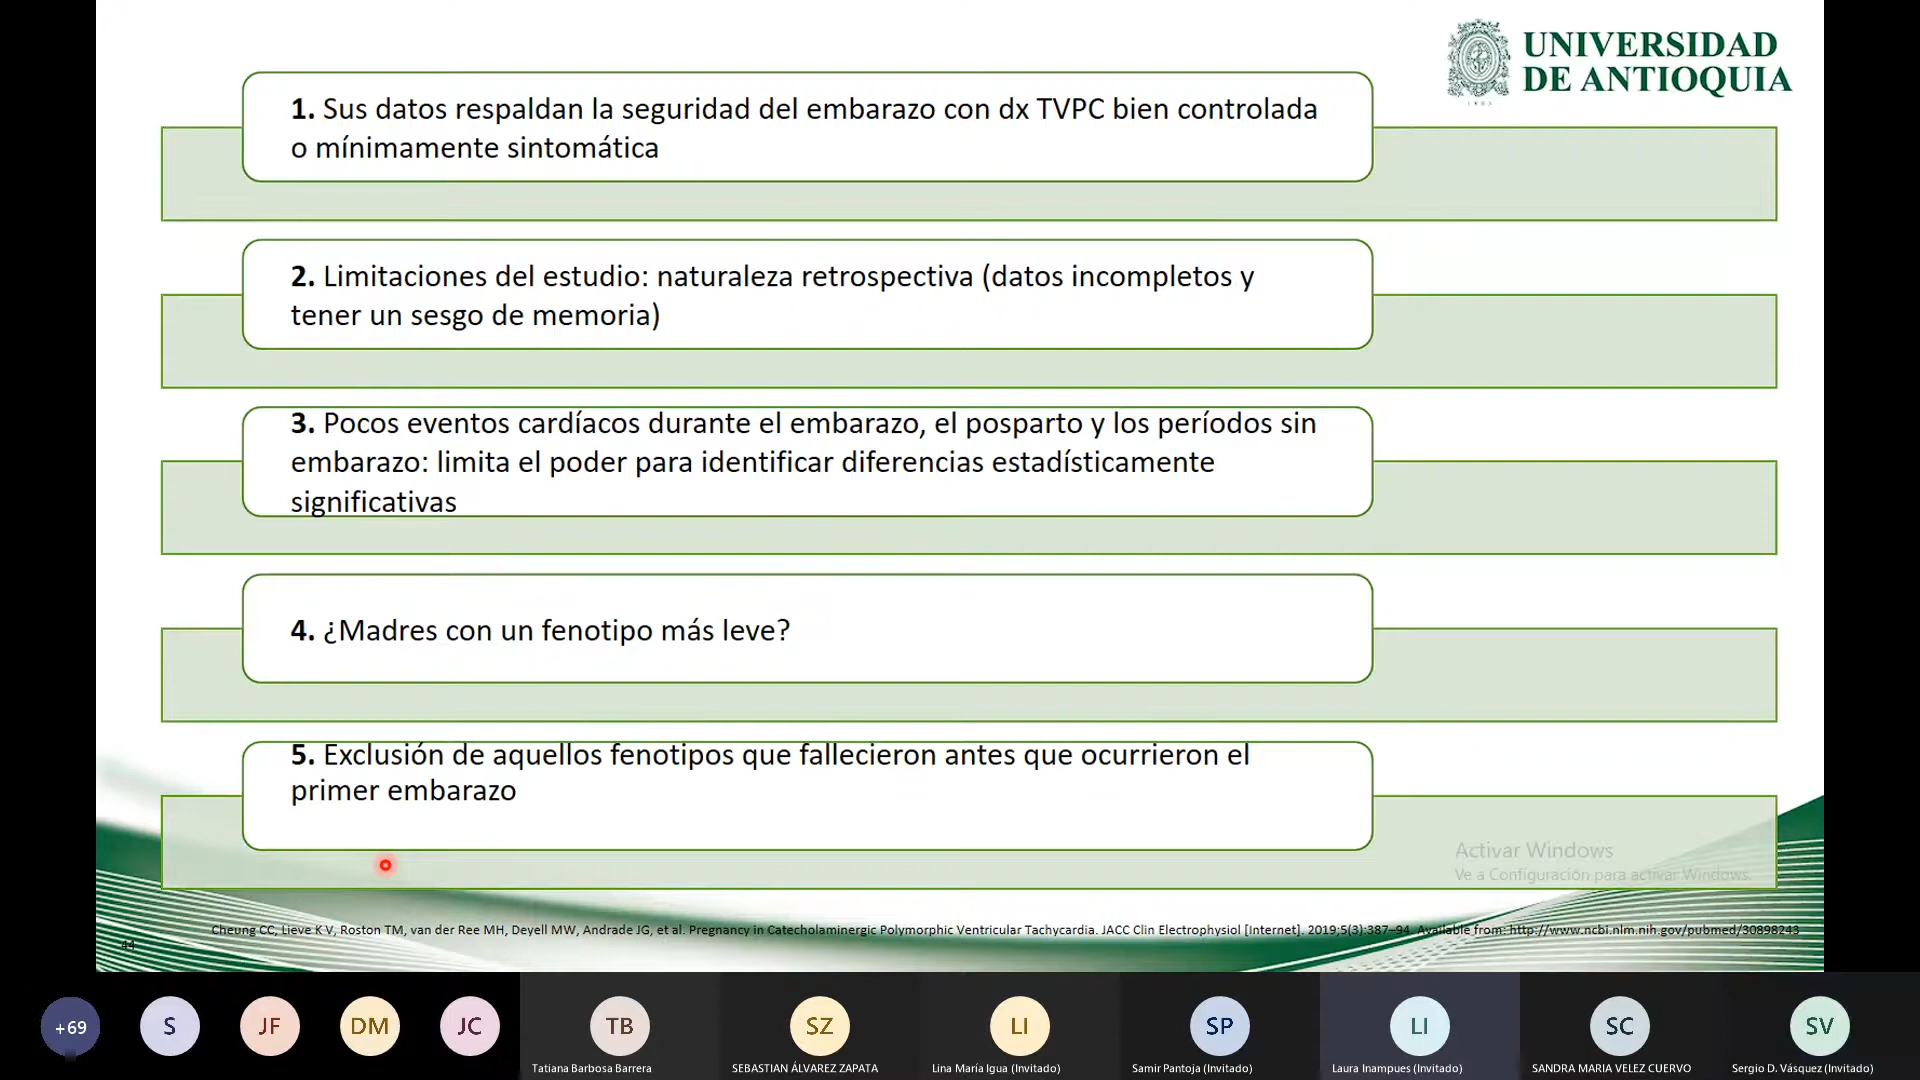 UNIVERSIDAD
DE ANTIOQUIA
1803
1. Sus datos respaldan la seguridad del embarazo con dx TVPC bien controlada
o mínimamente sintomática
2. Limitaciones del estudio: naturaleza retrospectiva (datos incompletos y
tener un sesgo de memoria)
3. Pocos eventos cardíacos durante el embarazo, el posparto y los períodos sin
embarazo: limita el poder para identificar diferencias estadísticamente
significativas
4. ¿Madres con un fenotipo más leve?
5. Exclusión de aquellos fenotipos que fallecieron antes que ocurrieron el
primer embarazo
Activar Windows
Ve a Configuración para activar Windows.
Cheung CC, Lieve K V, Roston TM, van der Ree MH, Deyell MW, Andrade JG, et al. Pregnancy in Catecholaminergic Polymorphic Ventricular Tachycardia. JACC Clin Electrophysiol [Internet]. 2019;5(3):387–94. Available from: http://www.ncbi.nlm.nih.gov/pubmed/30898243
44
+69
S
JF
DM
JC
TB
SZ
LI
SP
LI
SC
SV
Tatiana Barbosa Barrera
SEBASTIAN ÁLVAREZ ZAPATA
Lina María Igua (Invitado)
Samir Pantoja (Invitado)
Laura Inampues (Invitado)
SANDRA MARIA VELEZ CUERVO
Sergio D. Vásquez (Invitado)